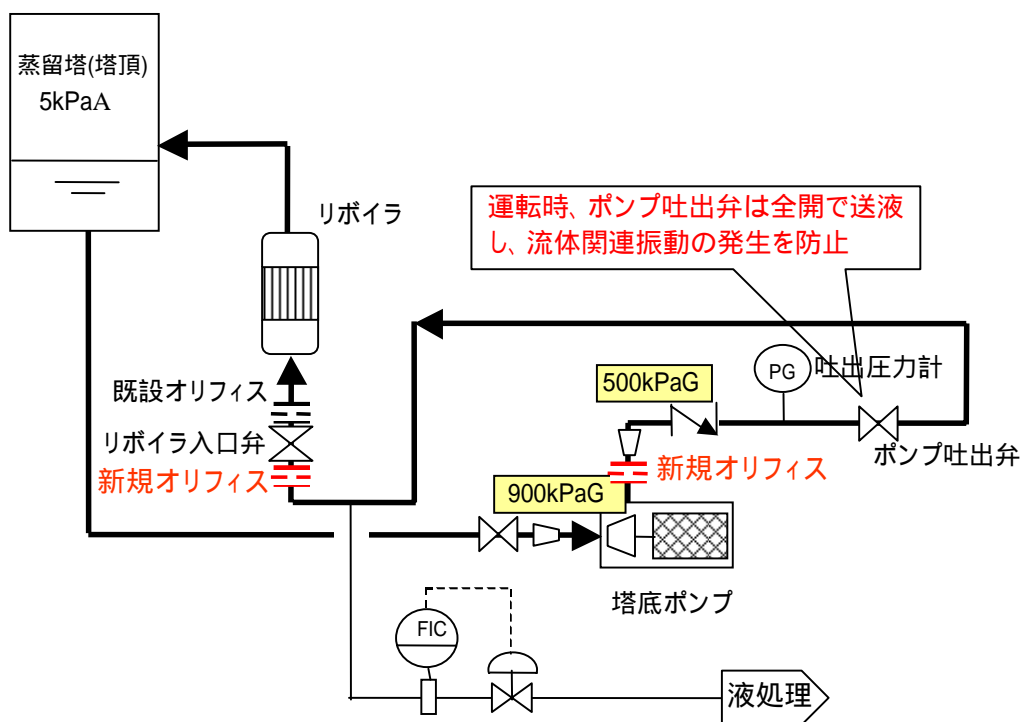 蒸留塔(塔頂)
5kPaA
リボイラ
運転時、ポンプ吐出弁は全開で送液
し、流体関連振動の発生を防止
既設オリフィス
リボイラ入口弁
新規オリフィス
500kPaG
PG
吐出圧力計
ポンプ吐出弁
新規オリフィス
900kPaG
塔底ポンプ
FIC
液処理